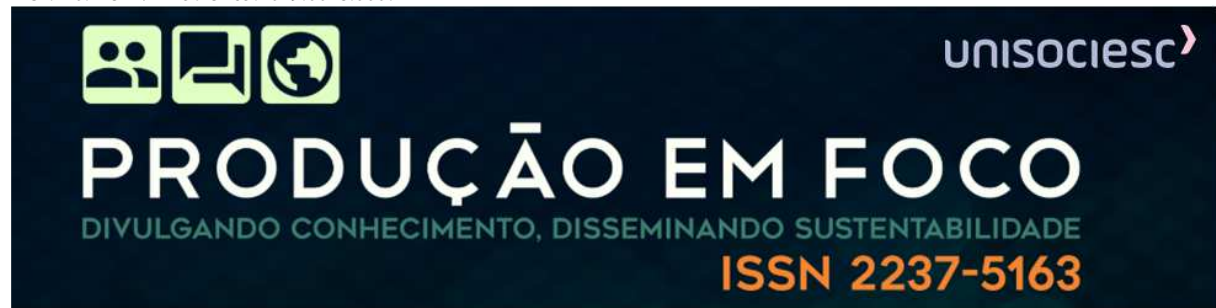 unisociesc
PRODUÇÃO EM FOCO
DIVULGANDO CONHECIMENTO, DISSEMINANDO SUSTENTABILIDADE
ISSN 2237-5163